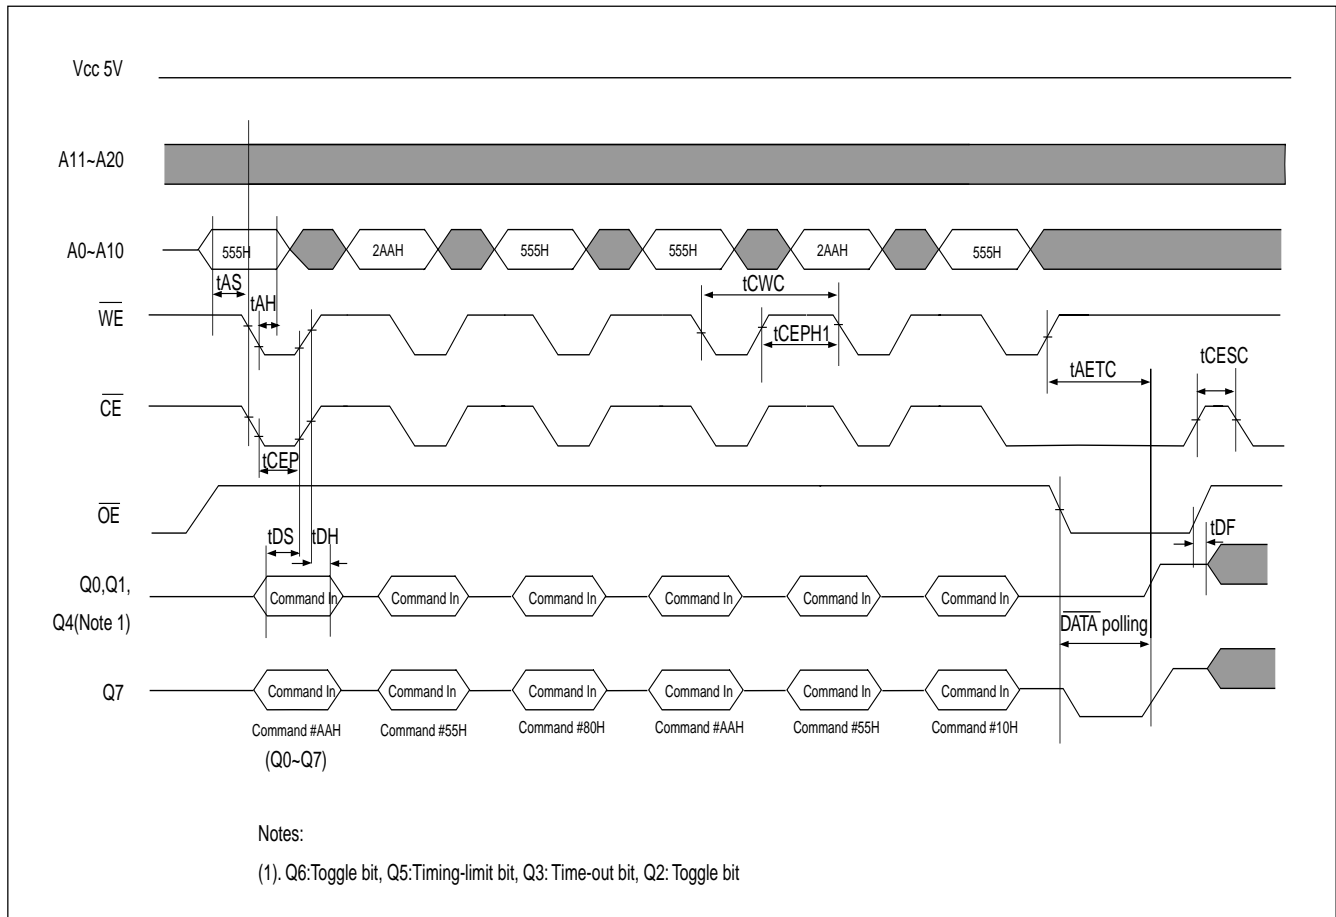 Vcc 5V
A11~A20
A0~A10
555H
2AAH
555H
555H
2AAH
555H
tAS
tAH
tCWC
WE
tCEPH1
tAETC
tCESC
CE
tCEP
OE
tDS
tDH
tDF
Q0,Q1,
Q4(Note 1)
Command In
Command In
Command In
Command In
Command In
Command In
DATA polling
Q7
Command In
Command In
Command In
Command In
Command In
Command In
Command #AAH
Command #55H
Command #80H
Command #AAH
Command #55H
Command #10H
(Q0~Q7)
Notes:
(1). Q6:Toggle bit, Q5:Timing-limit bit, Q3: Time-out bit, Q2: Toggle bit